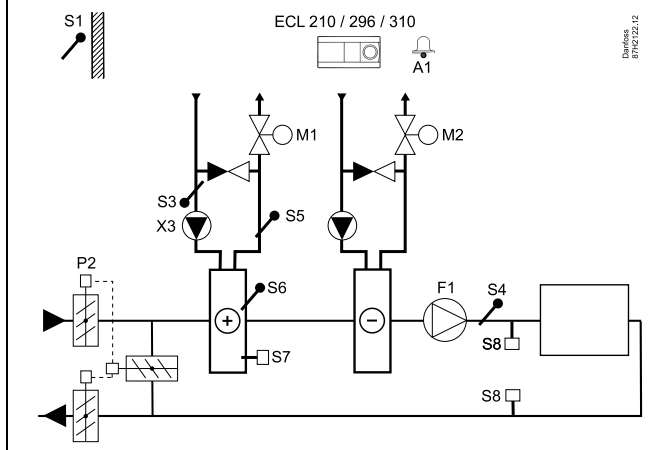 S1
ECL 210 / 296 / 310
A1
Danfoss
87H2122.12
M1
M2
S3
X3
S5
P2
S6
F1
S4
S7
S8
S8